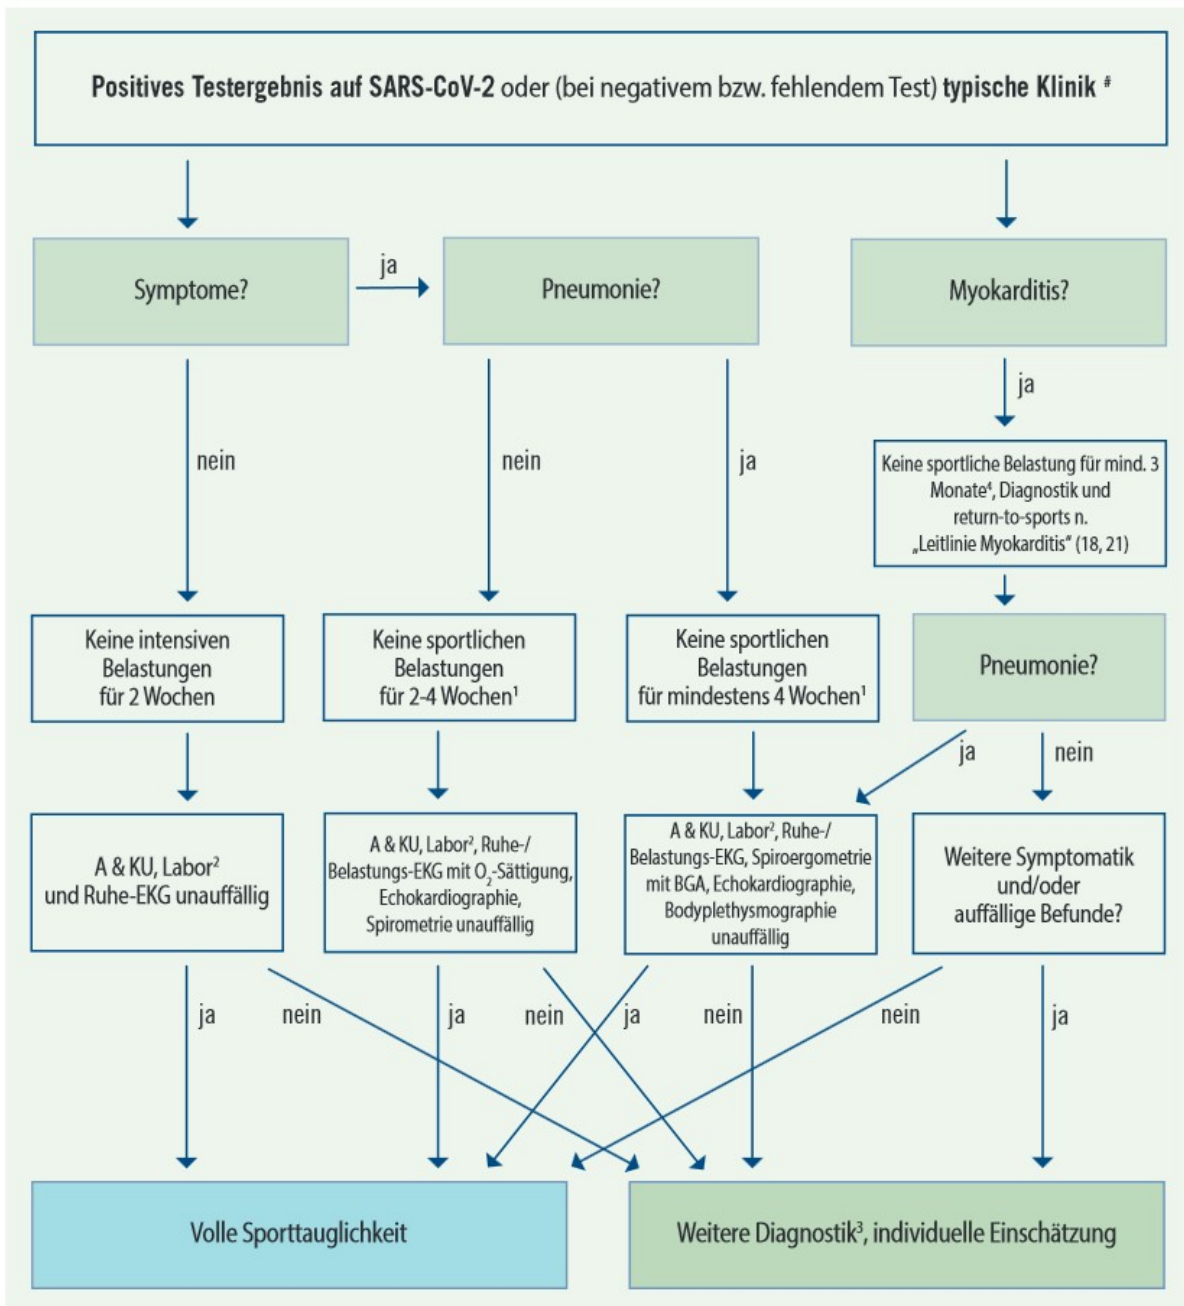 Positives Testergebnis auf SARS-CoV-2 oder (bei negativem bzw. fehlendem Test) typische Klinik #
Symptome?
ja
Pneumonie?
Myokarditis?
ja
nein
nein
ja
Keine sportliche Belastung für mind. 3
Monate⁴, Diagnostik und
return-to-sports n.
„Leitlinie Myokarditis“ (18, 21)
Keine intensiven
Belastungen
für 2 Wochen
Keine sportlichen
Belastungen
für 2-4 Wochen¹
Keine sportlichen
Belastungen
für mindestens 4 Wochen¹
Pneumonie?
ja
nein
A & KU, Labor²
und Ruhe-EKG unauffällig
A & KU, Labor², Ruhe-/
Belastungs-EKG mit O₂-Sättigung,
Echokardiographie,
Spirometrie unauffällig
A & KU, Labor², Ruhe-/
Belastungs-EKG, Spiroergometrie
mit BGA, Echokardiographie,
Bodyplethysmographie
unauffällig
Weitere Symptomatik
und/oder
auffällige Befunde?
ja
nein
ja
nein
ja
nein
nein
ja
Volle Sporttauglichkeit
Weitere Diagnostik³, individuelle Einschätzung